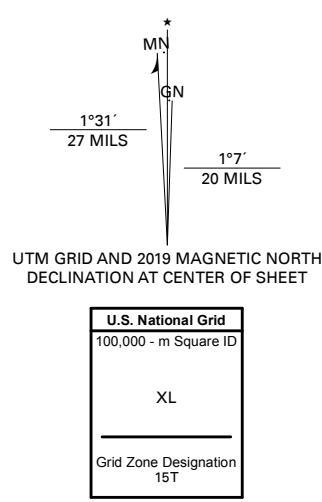 MN
GN
1°31´
27 MILS
1°7´
20 MILS
UTM GRID AND 2019 MAGNETIC NORTH
DECLINATION AT CENTER OF SHEET
U.S. National Grid
100,000 - m Square ID
XL
Grid Zone Designation
15T